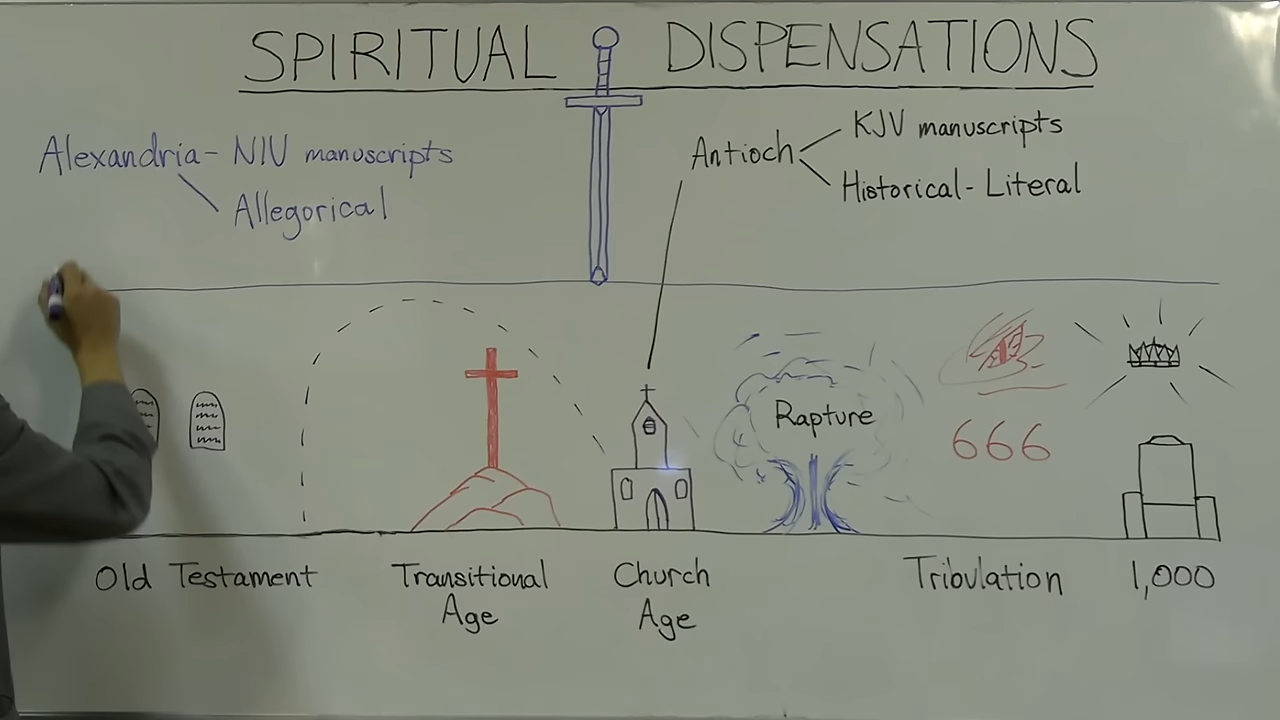 SPIRITUAL DISPENSATIONS
Alexandria - NIV manuscripts
Allegorical
Antioch
KJV manuscripts
Historical - Literal
Rapture
666
Old Testament
Transitional
Age
Church
Age
Tribulation
1,000